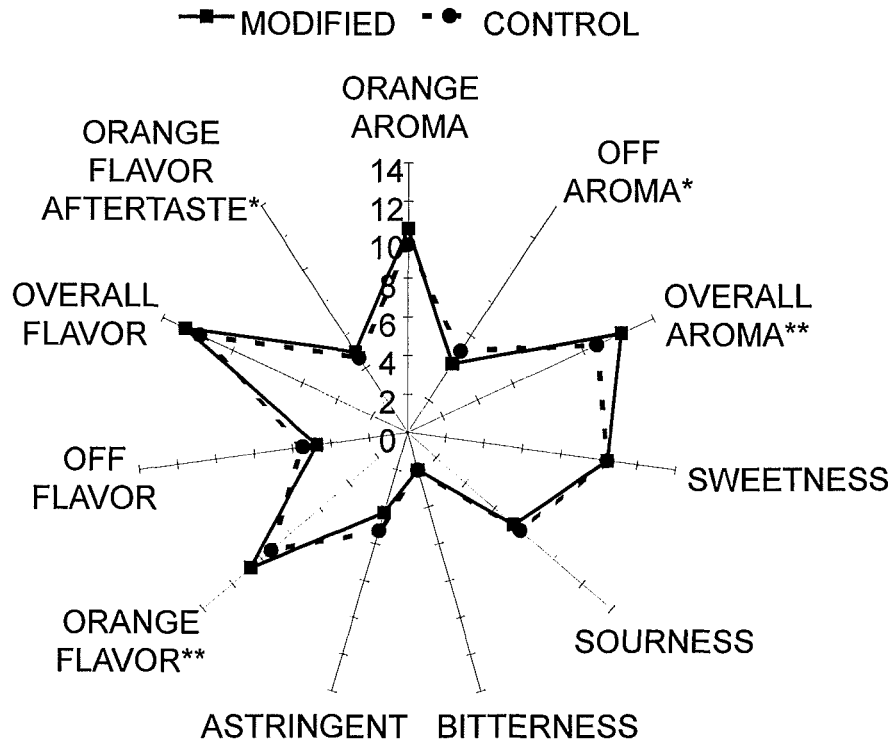 MODIFIED CONTROL
ORANGE
AROMA
OFF
AROMA*
OVERALL
AROMA**
SWEETNESS
SOURNESS
BITTERNESS
ASTRINGENT
ORANGE
FLAVOR**
OFF
FLAVOR
OVERALL
FLAVOR
ORANGE
FLAVOR
AFTERTASTE*
14
12
10
8
6
4
2
0